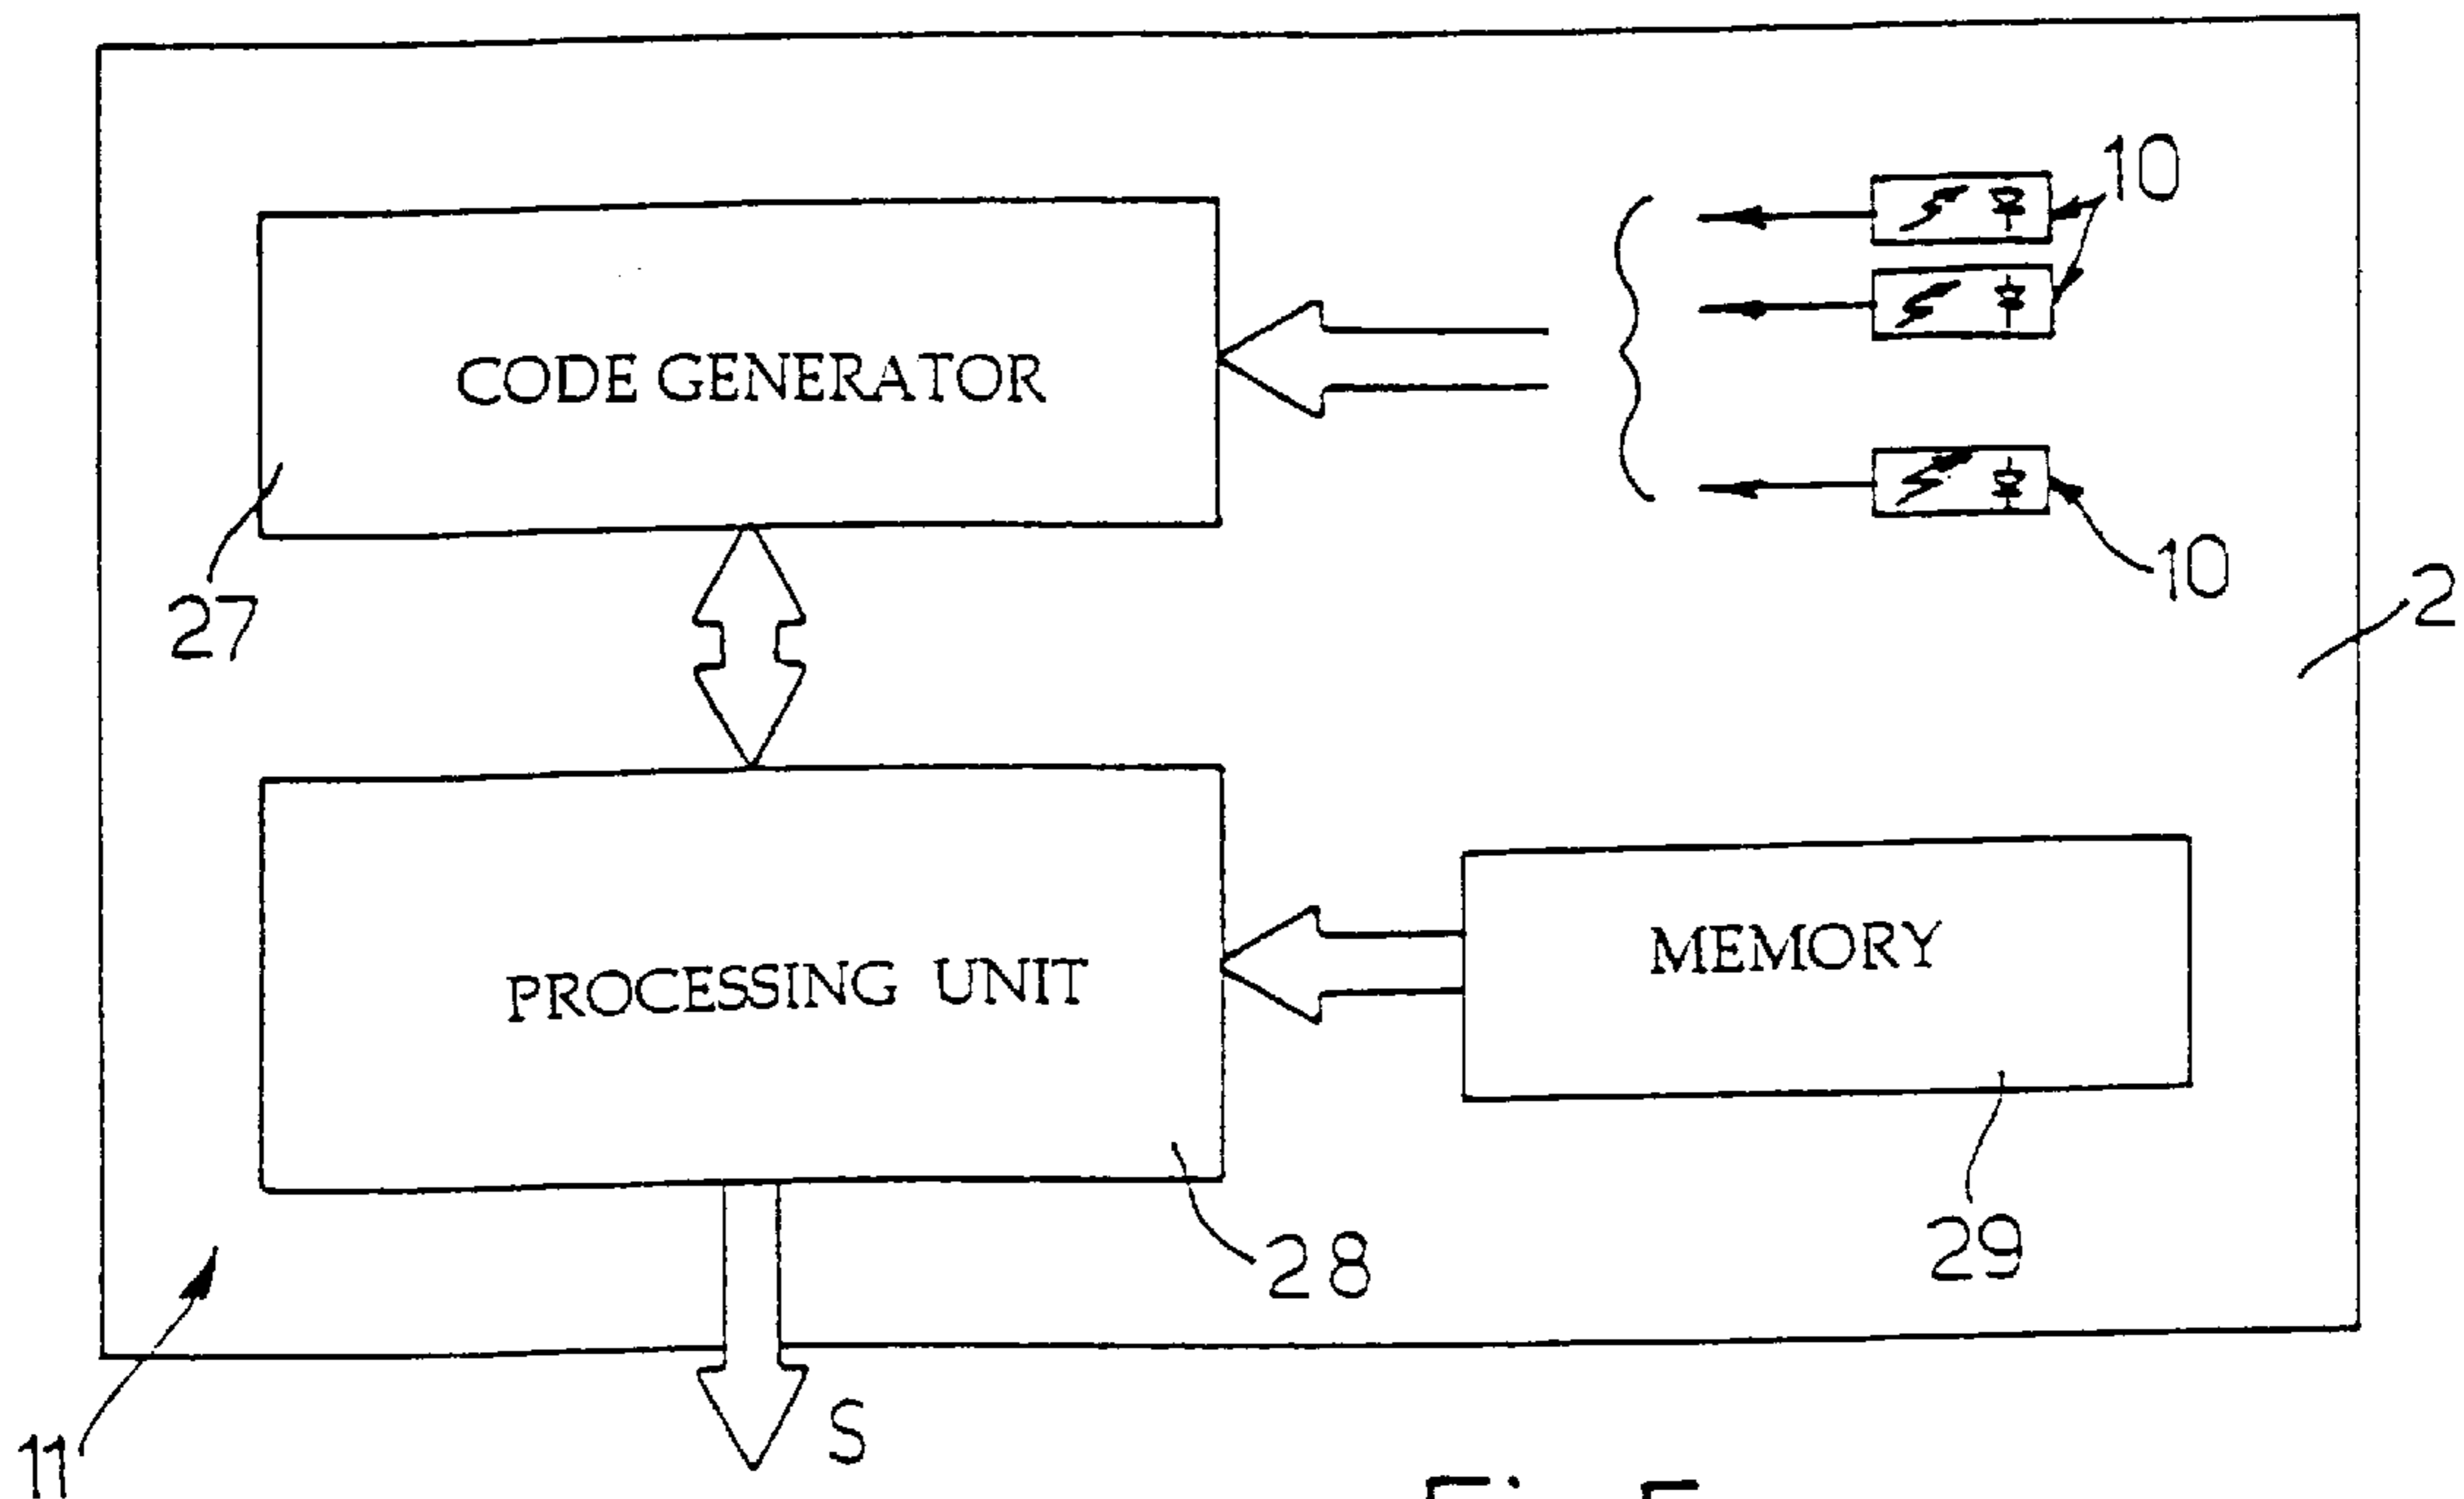 10
CODE GENERATOR
10
27
2
MEMORY
PROCESSING UNIT
29
28
S
11